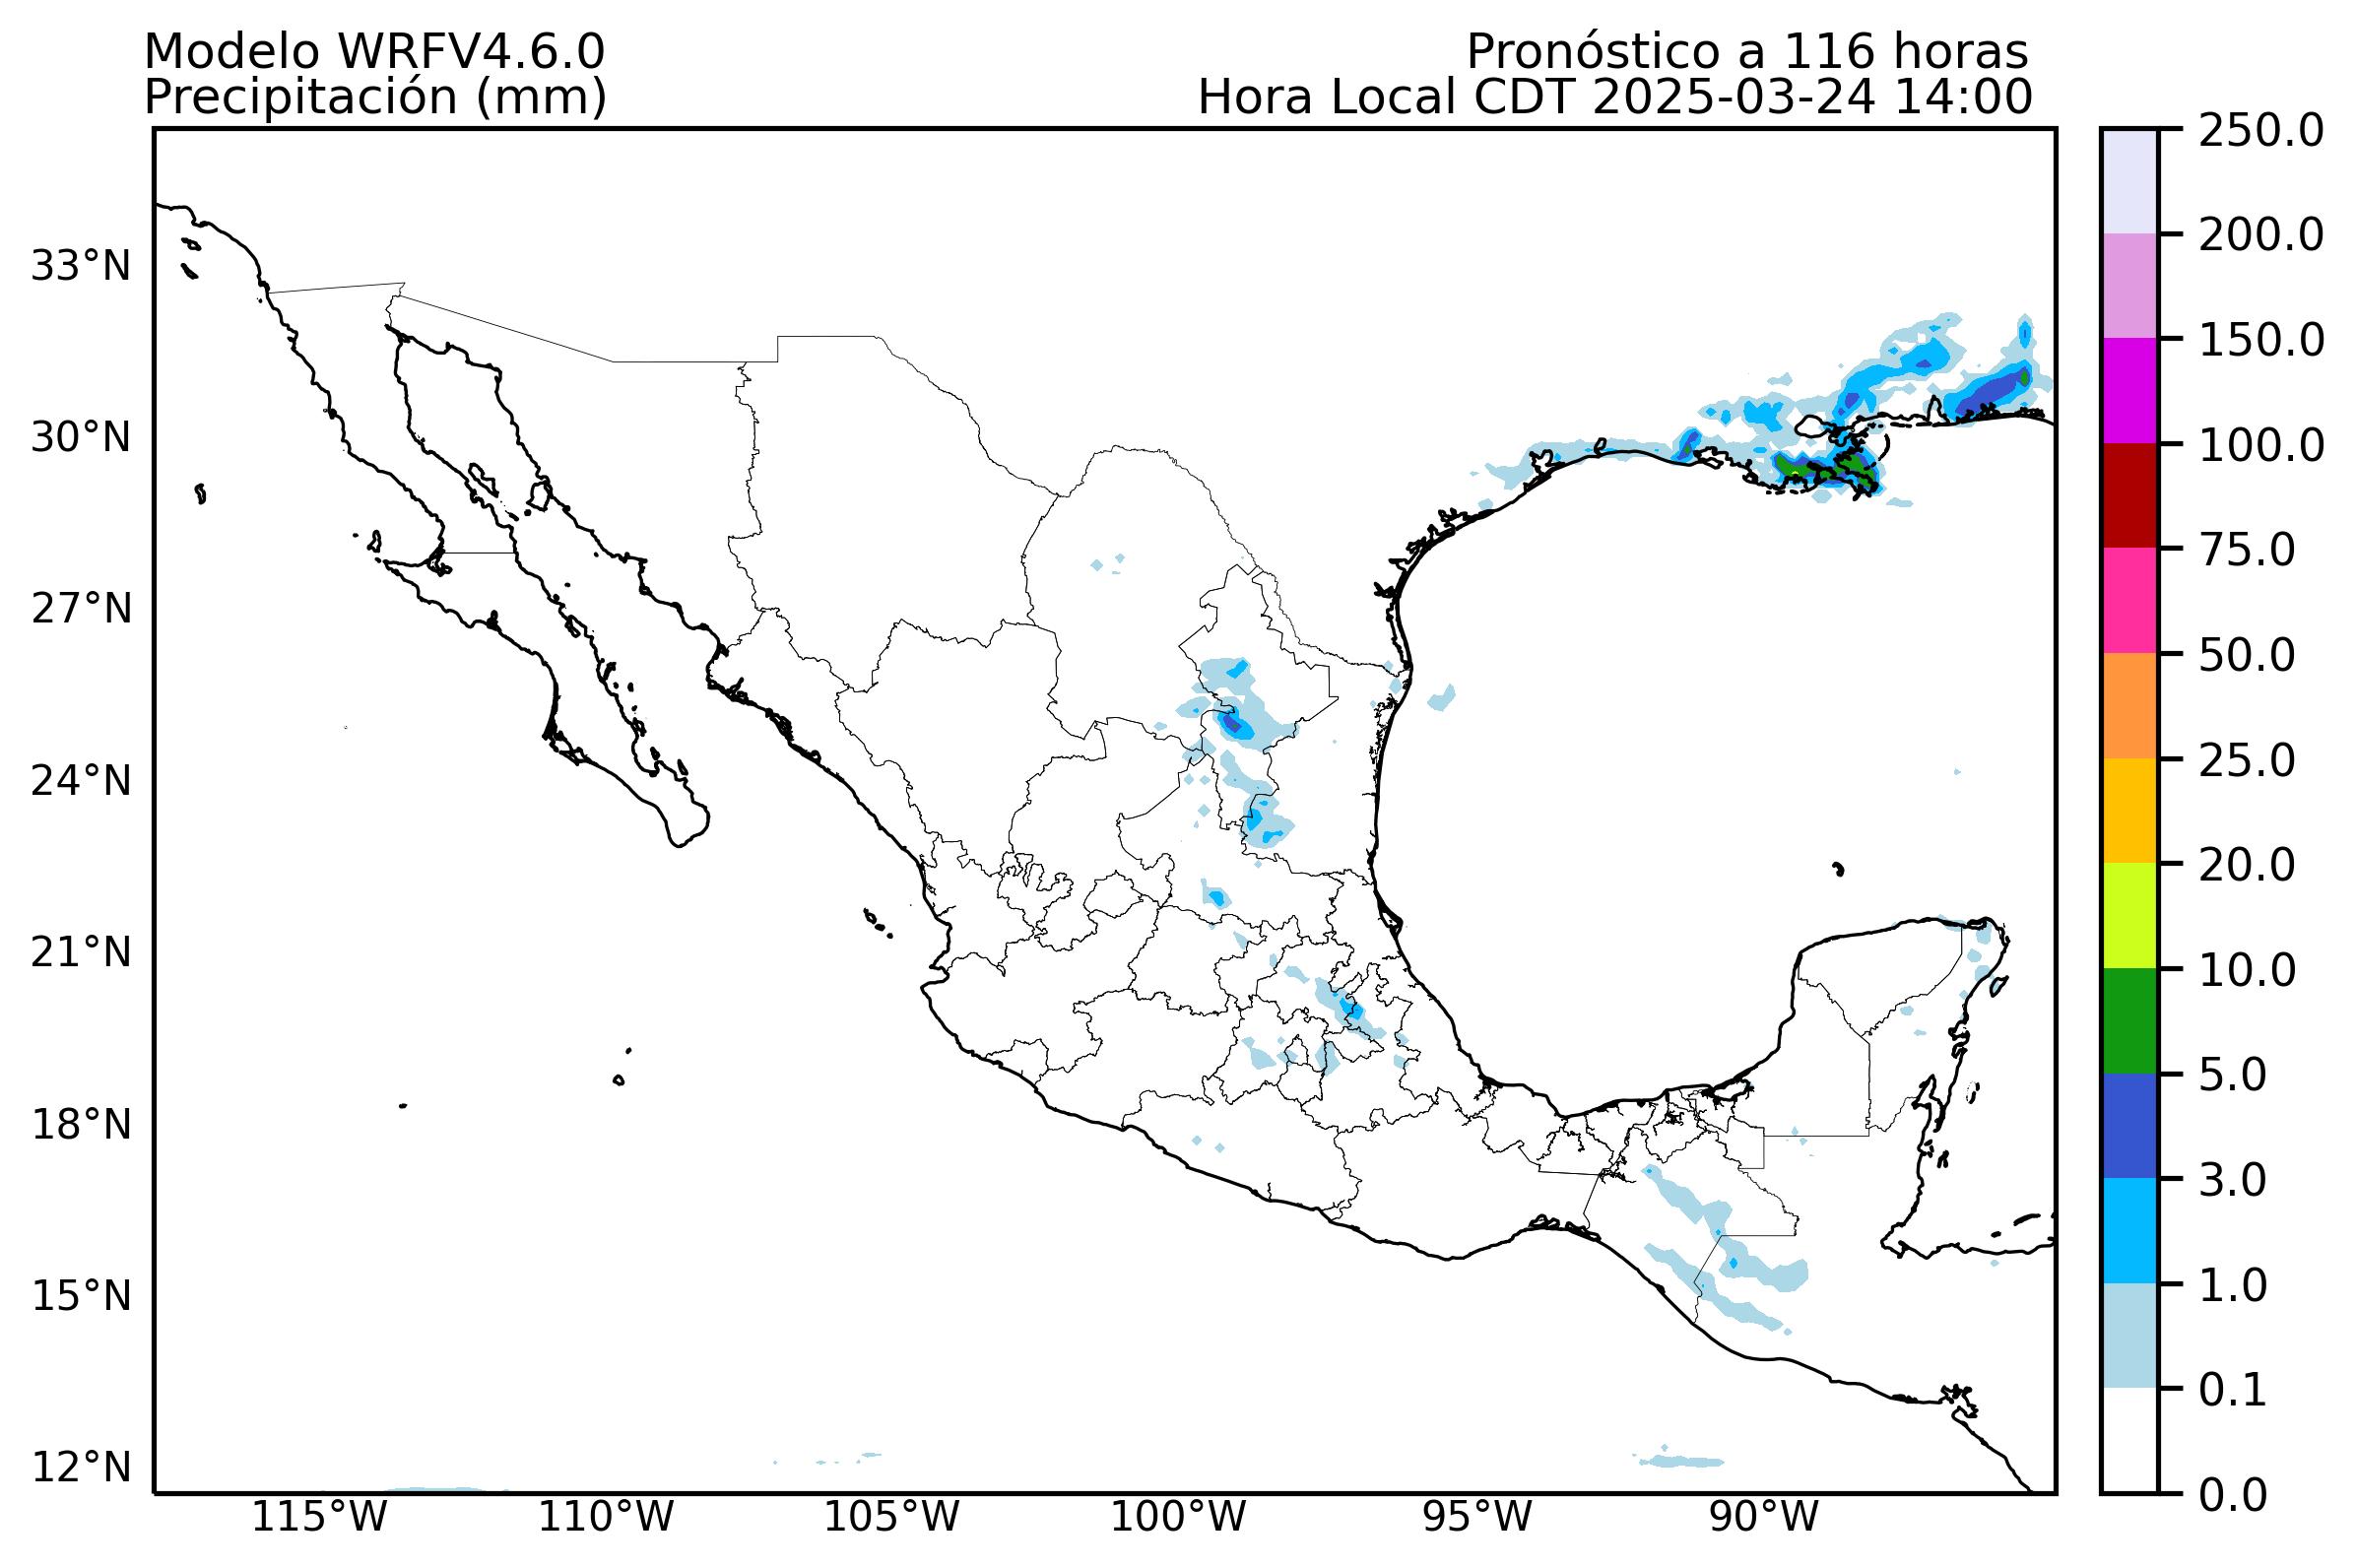 Modelo WRFV4.6.0
Pronóstico a 116 horas
Precipitación (mm)
Hora Local CDT 2025-03-24 14:00
33°N
30°N
27°N
24°N
21°N
18°N
15°N
12°N
115°W
110°W
105°W
100°W
95°W
90°W
250.0
200.0
150.0
100.0
75.0
50.0
25.0
20.0
10.0
5.0
3.0
1.0
0.1
0.0